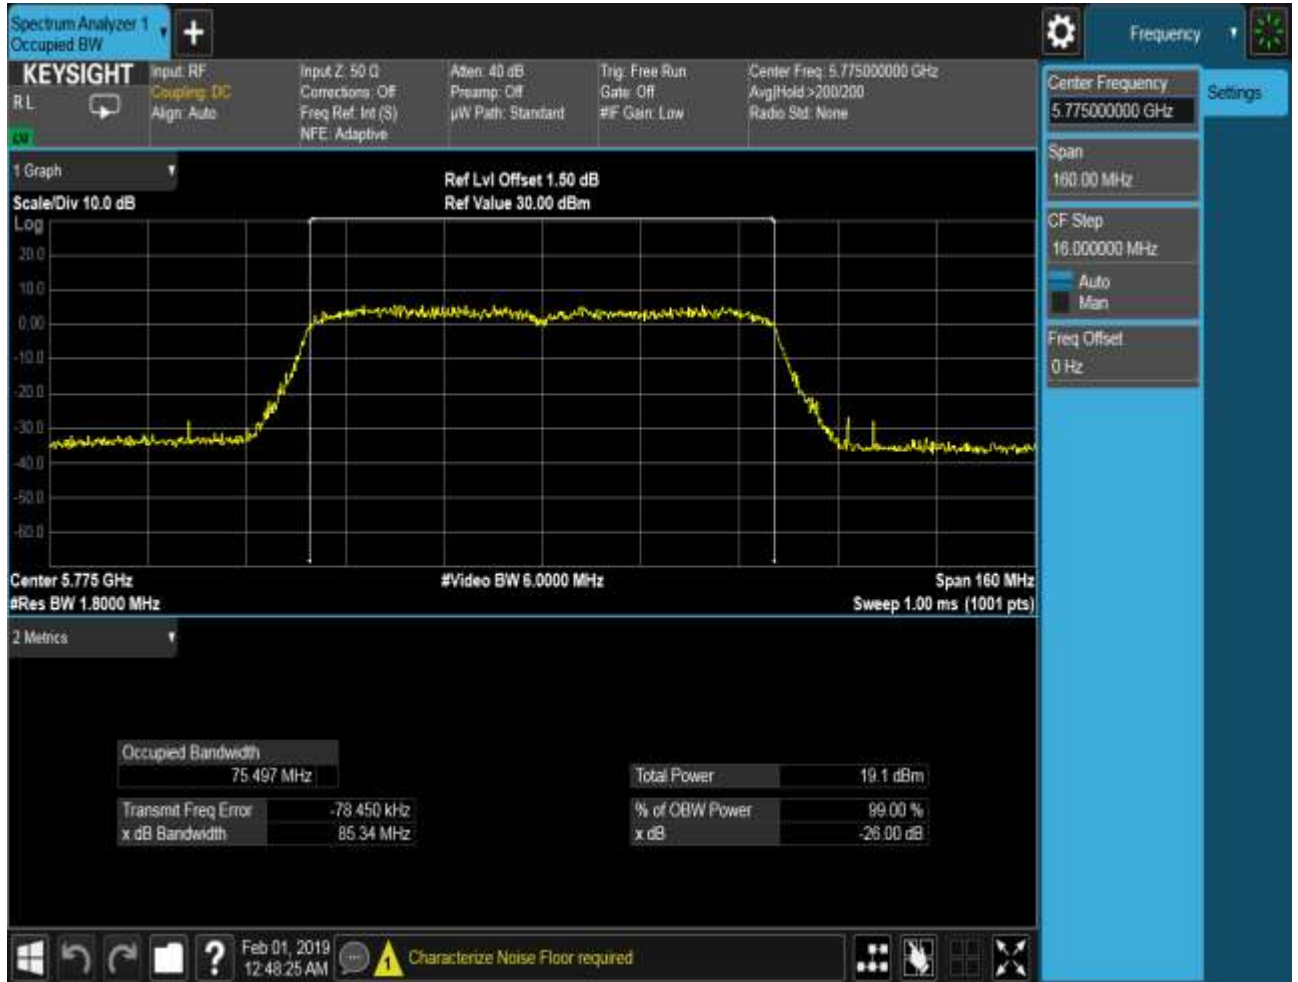 Spectrum Analyzer 1
Occupied BW
+
Frequency
KEYSIGHT
R L
Input: RF
Coupling: DC
Align: Auto
Input Z: 50 Ω
Corrections: Off
Freq Ref: Int (S)
NFE: Adaptive
Atten: 40 dB
Preamp: Off
µW Path: Standard
Trig: Free Run
Gate: Off
#IF Gain: Low
Center Freq: 5.775000000 GHz
Avg|Hold:>200/200
Radio Std: None
Center Frequency
5.775000000 GHz
Settings
Span
160.00 MHz
CF Step
16.000000 MHz
Auto
Man
Freq Offset
0 Hz
1 Graph
Scale/Div 10.0 dB
Ref Lvl Offset 1.50 dB
Ref Value 30.00 dBm
Log
20.0
10.0
0.00
-10.0
-20.0
-30.0
-40.0
-50.0
-60.0
Center 5.775 GHz
#Video BW 6.0000 MHz
Span 160 MHz
#Res BW 1.8000 MHz
Sweep 1.00 ms (1001 pts)
2 Metrics
Occupied Bandwidth
75.497 MHz
Transmit Freq Error -78.450 kHz
x dB Bandwidth 85.34 MHz
Total Power 19.1 dBm
% of OBW Power 99.00 %
x dB -26.00 dB
?
Feb 01, 2019
12:48:25 AM
1
Characterize Noise Floor required